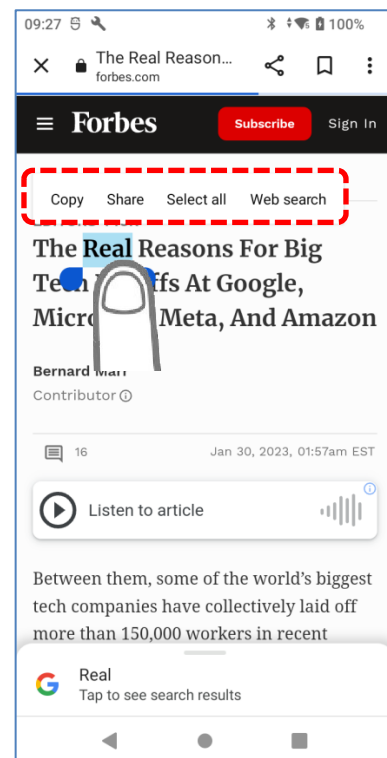 09:27 100%
The Real Reason...
forbes.com
Forbes Subscribe Sign In
Copy Share Select all Web search
The Real Reasons For Big
Google,
Meta, And Amazon
Bernard Marr
Contributor
16 Jan 30, 2023, 01:57am EST
Listen to article
Between them, some of the world's biggest
tech companies have collectively laid off
more than 150,000 workers in recent
Real
Tap to see search results